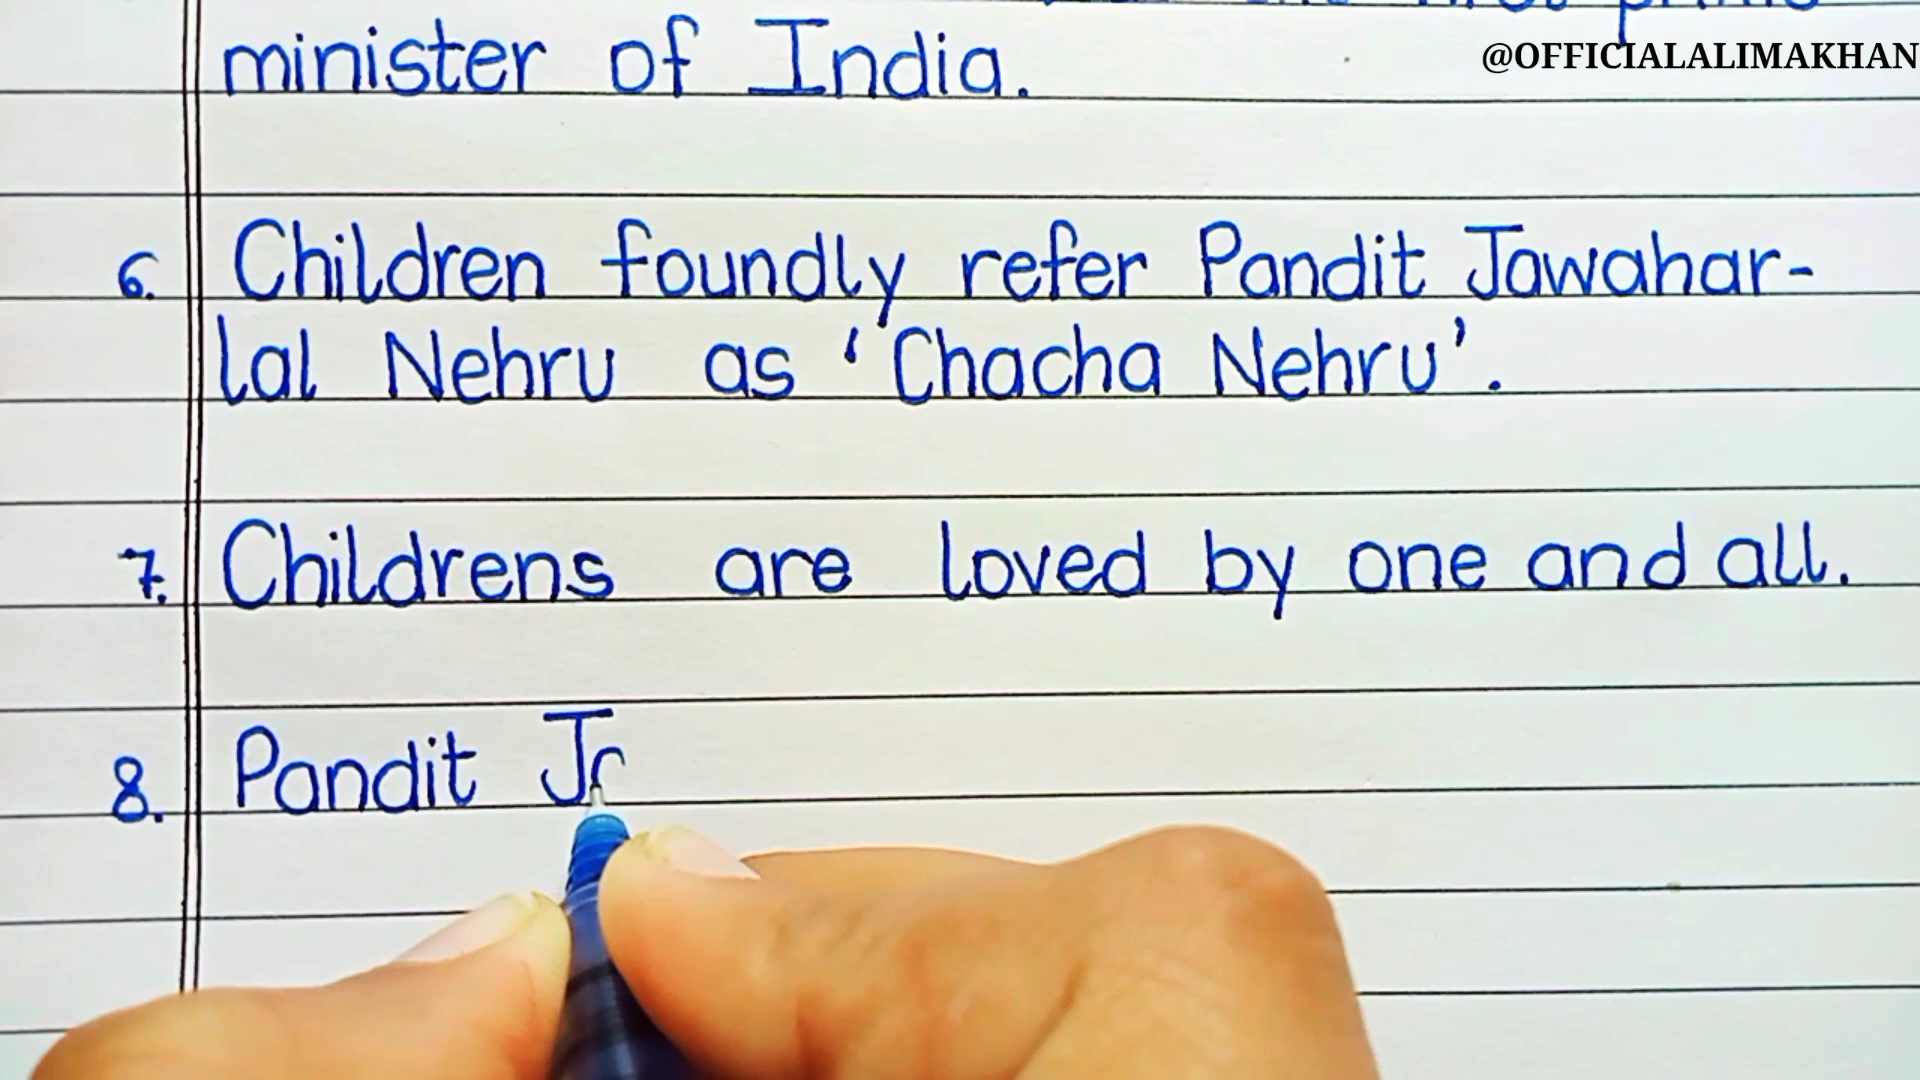 minister of India.
@OFFICIALALIMAKHAN
6. Children foundly refer Pandit Jawahar-
lal Nehru as 'Chacha Nehru'.
7. Childrens are loved by one and all.
8. Pandit J